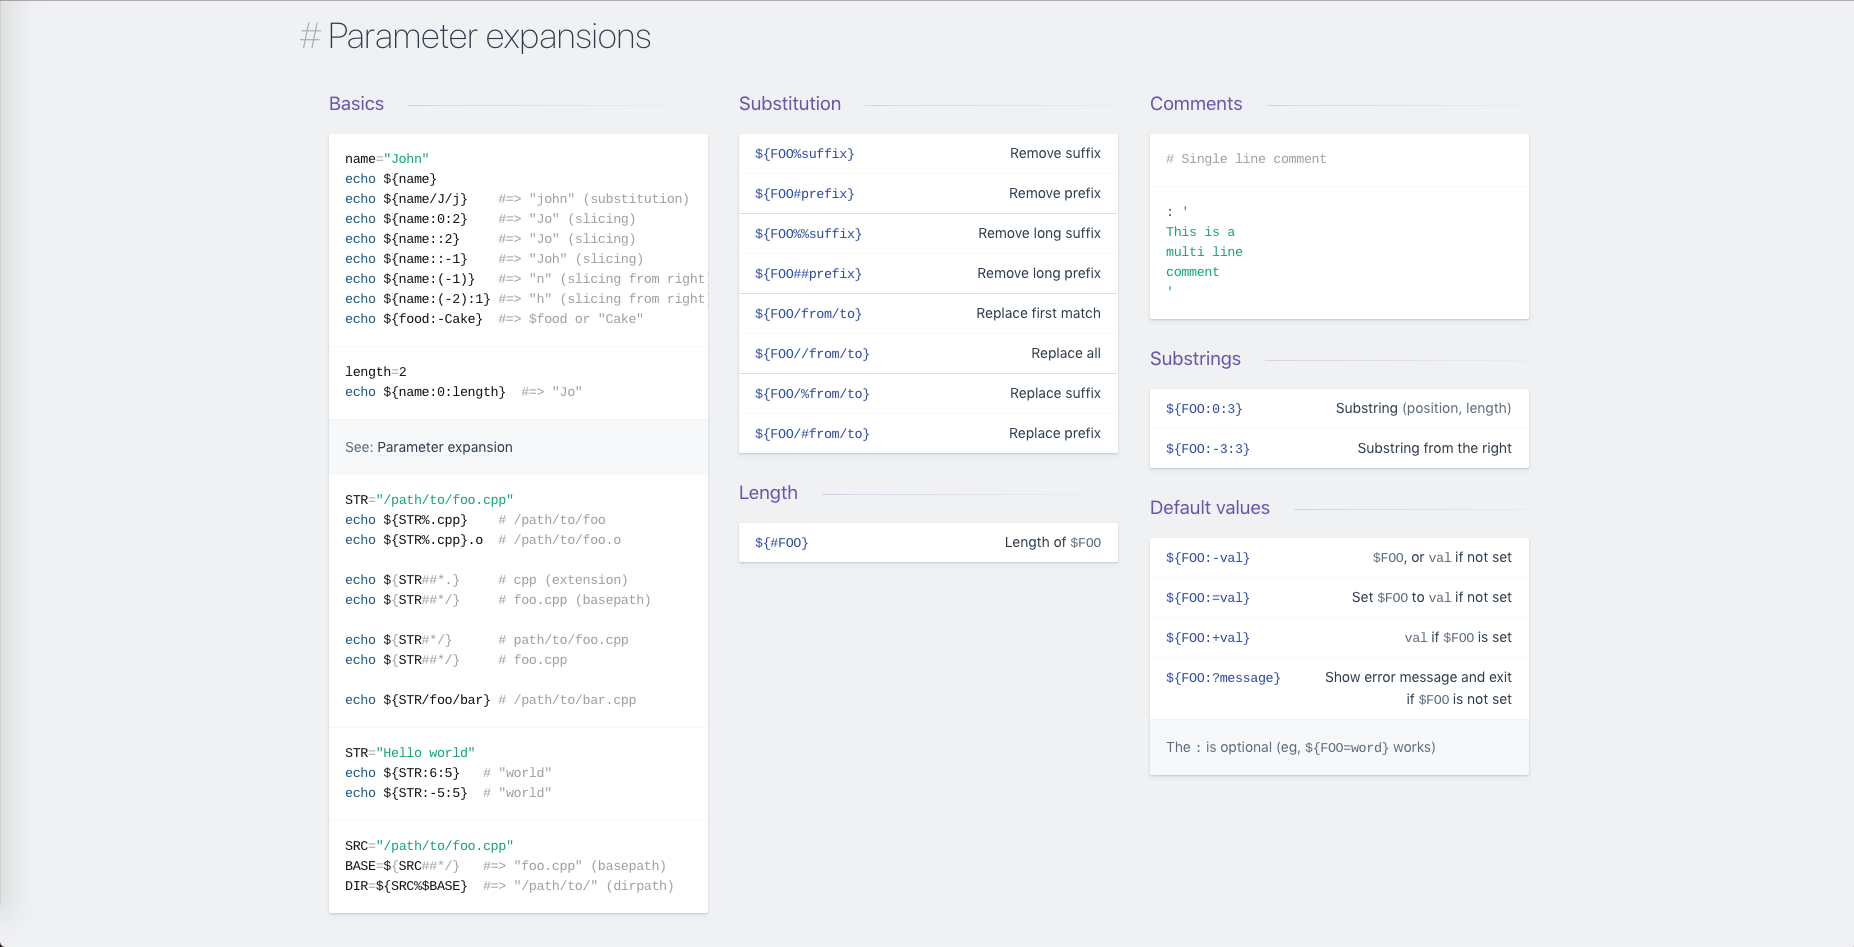 # Parameter expansions
Basics
name="John"
echo ${name}
echo ${name/J/j}    #=> "john" (substitution)
echo ${name:0:2}    #=> "Jo" (slicing)
echo ${name::2}     #=> "Jo" (slicing)
echo ${name::-1}    #=> "Joh" (slicing)
echo ${name:(-1)}   #=> "n" (slicing from right
echo ${name:(-2):1} #=> "h" (slicing from right
echo ${food:-Cake}  #=> $food or "Cake"
length=2
echo ${name:0:length}  #=> "Jo"
See: Parameter expansion
STR="/path/to/foo.cpp"
echo ${STR%.cpp}    # /path/to/foo
echo ${STR%.cpp}.o  # /path/to/foo.o
echo ${STR##*.}     # cpp (extension)
echo ${STR##*/}     # foo.cpp (basepath)
echo ${STR#*/}      # path/to/foo.cpp
echo ${STR##*/}     # foo.cpp
echo ${STR/foo/bar} # /path/to/bar.cpp
STR="Hello world"
echo ${STR:6:5}   # "world"
echo ${STR:-5:5}  # "world"
SRC="/path/to/foo.cpp"
BASE=${SRC##*/}   #=> "foo.cpp" (basepath)
DIR=${SRC%$BASE}  #=> "/path/to/" (dirpath)
Substitution
${FOO%suffix} Remove suffix
${FOO#prefix} Remove prefix
${FOO%%suffix} Remove long suffix
${FOO##prefix} Remove long prefix
${FOO/from/to} Replace first match
${FOO//from/to} Replace all
${FOO/%from/to} Replace suffix
${FOO/#from/to} Replace prefix
Length
${#FOO} Length of $FOO
Comments
# Single line comment
: '
This is a
multi line
comment
'
Substrings
${FOO:0:3} Substring (position, length)
${FOO:-3:3} Substring from the right
Default values
${FOO:-val} $FOO, or val if not set
${FOO:=val} Set $FOO to val if not set
${FOO:+val} val if $FOO is set
${FOO:?message} Show error message and exit
if $FOO is not set
The : is optional (eg, ${FOO=word} works)